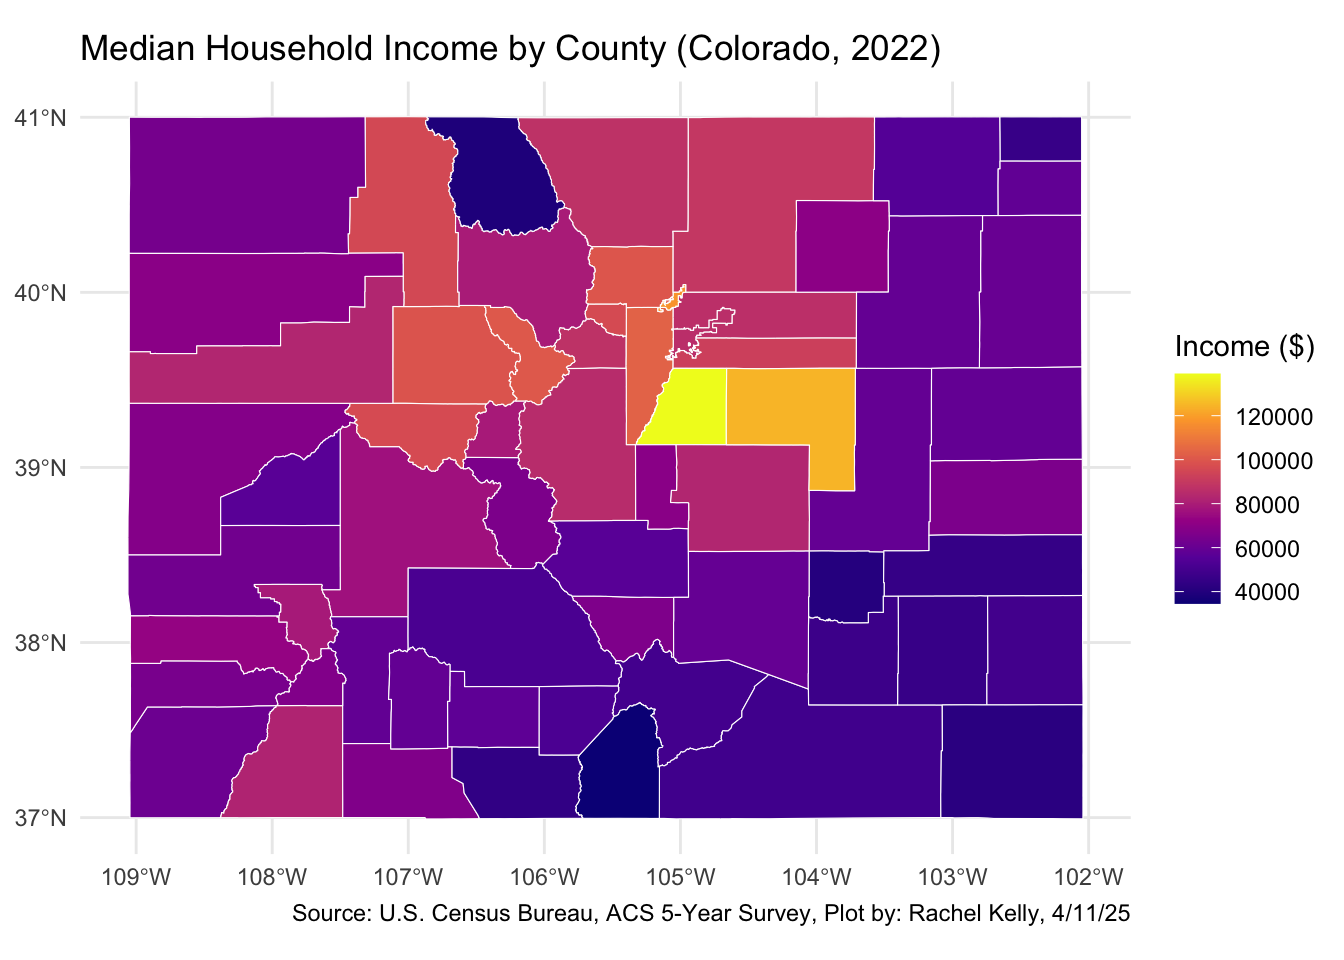 Median Household Income by County (Colorado, 2022)
41°N
40°N
39°N
38°N
37°N
109°W 108°W 107°W 106°W 105°W 104°W 103°W 102°W
Income ($)
120000
100000
80000
60000
40000
Source: U.S. Census Bureau, ACS 5-Year Survey, Plot by: Rachel Kelly, 4/11/25